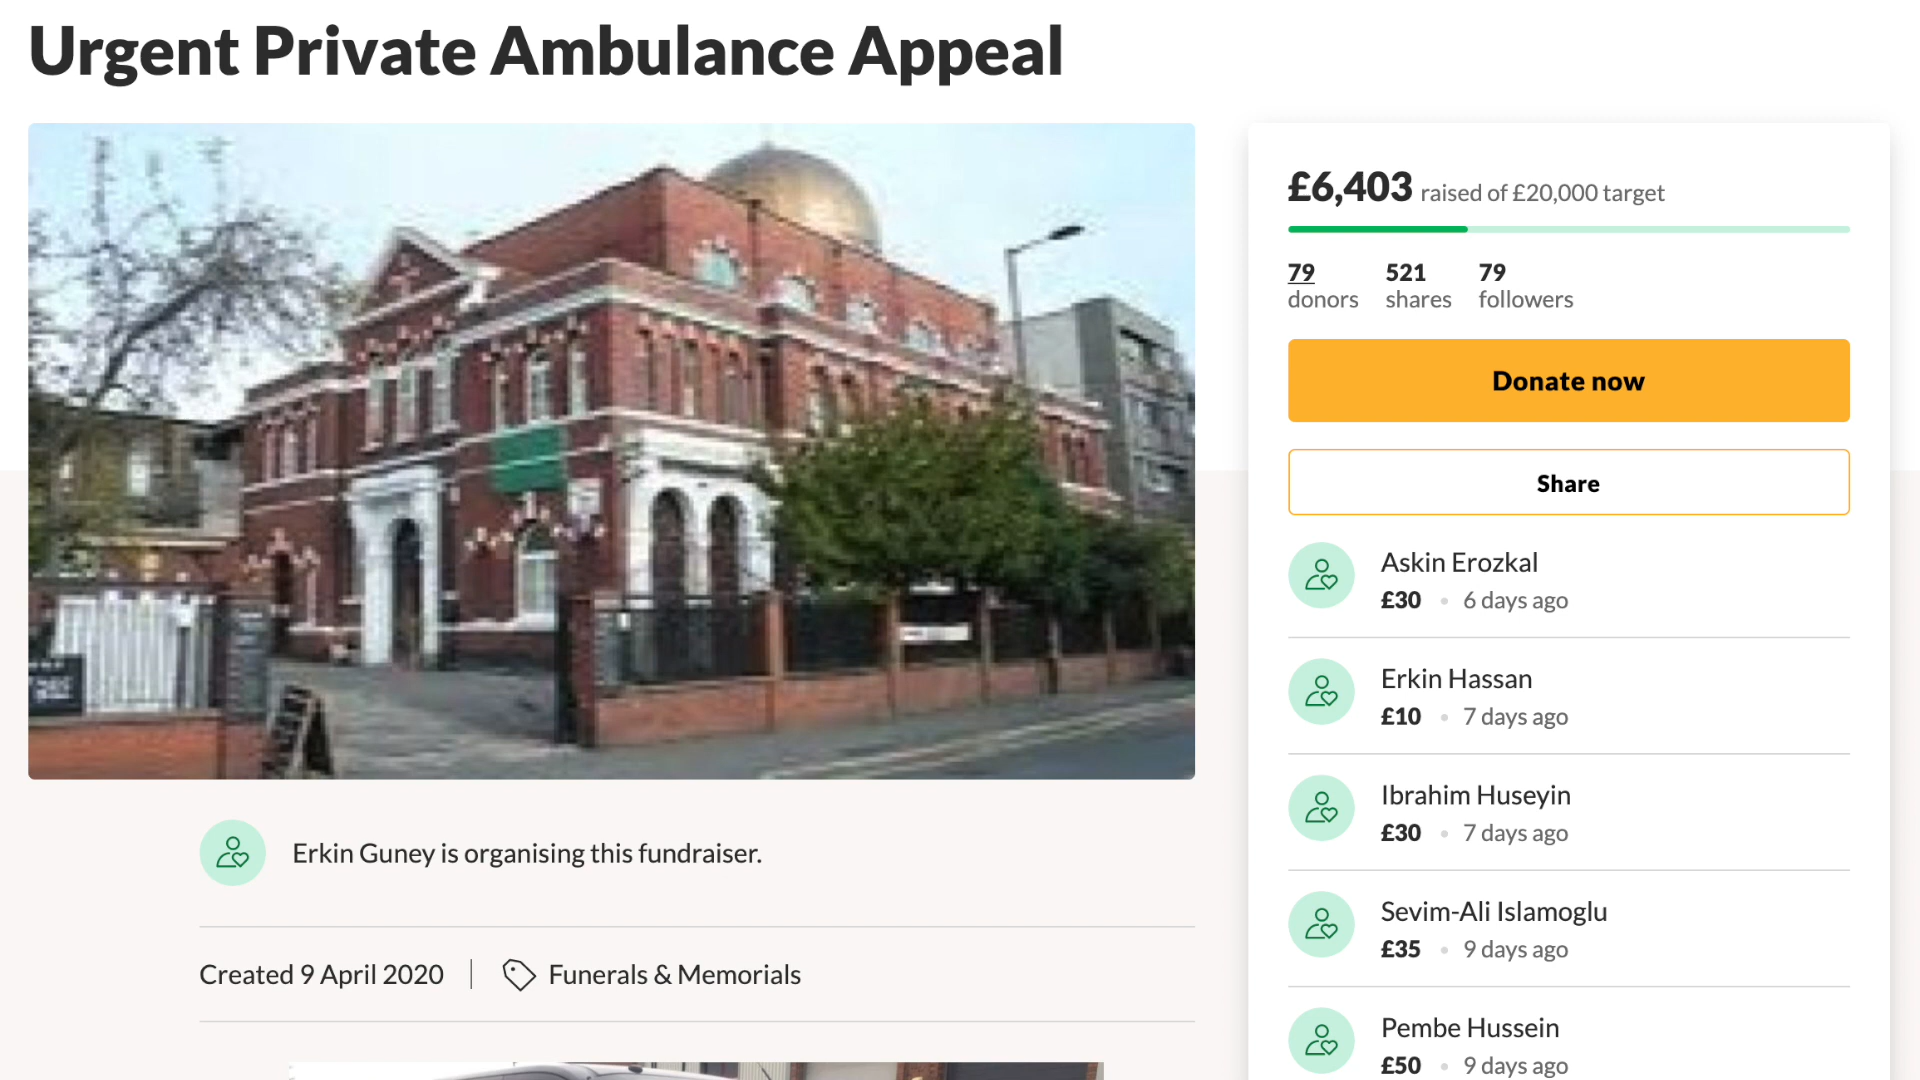 Urgent Private Ambulance Appeal
£6,403 raised of £20,000 target
79 donors
521 shares
79 followers
Donate now
Share
Askin Erozkal
£30 • 6 days ago
Erkin Hassan
£10 • 7 days ago
Ibrahim Huseyin
£30 • 7 days ago
Sevim-Ali Islamoglu
£35 • 9 days ago
Pembe Hussein
£50 • 9 days ago
Erkin Guney is organising this fundraiser.
Created 9 April 2020 | Funerals & Memorials